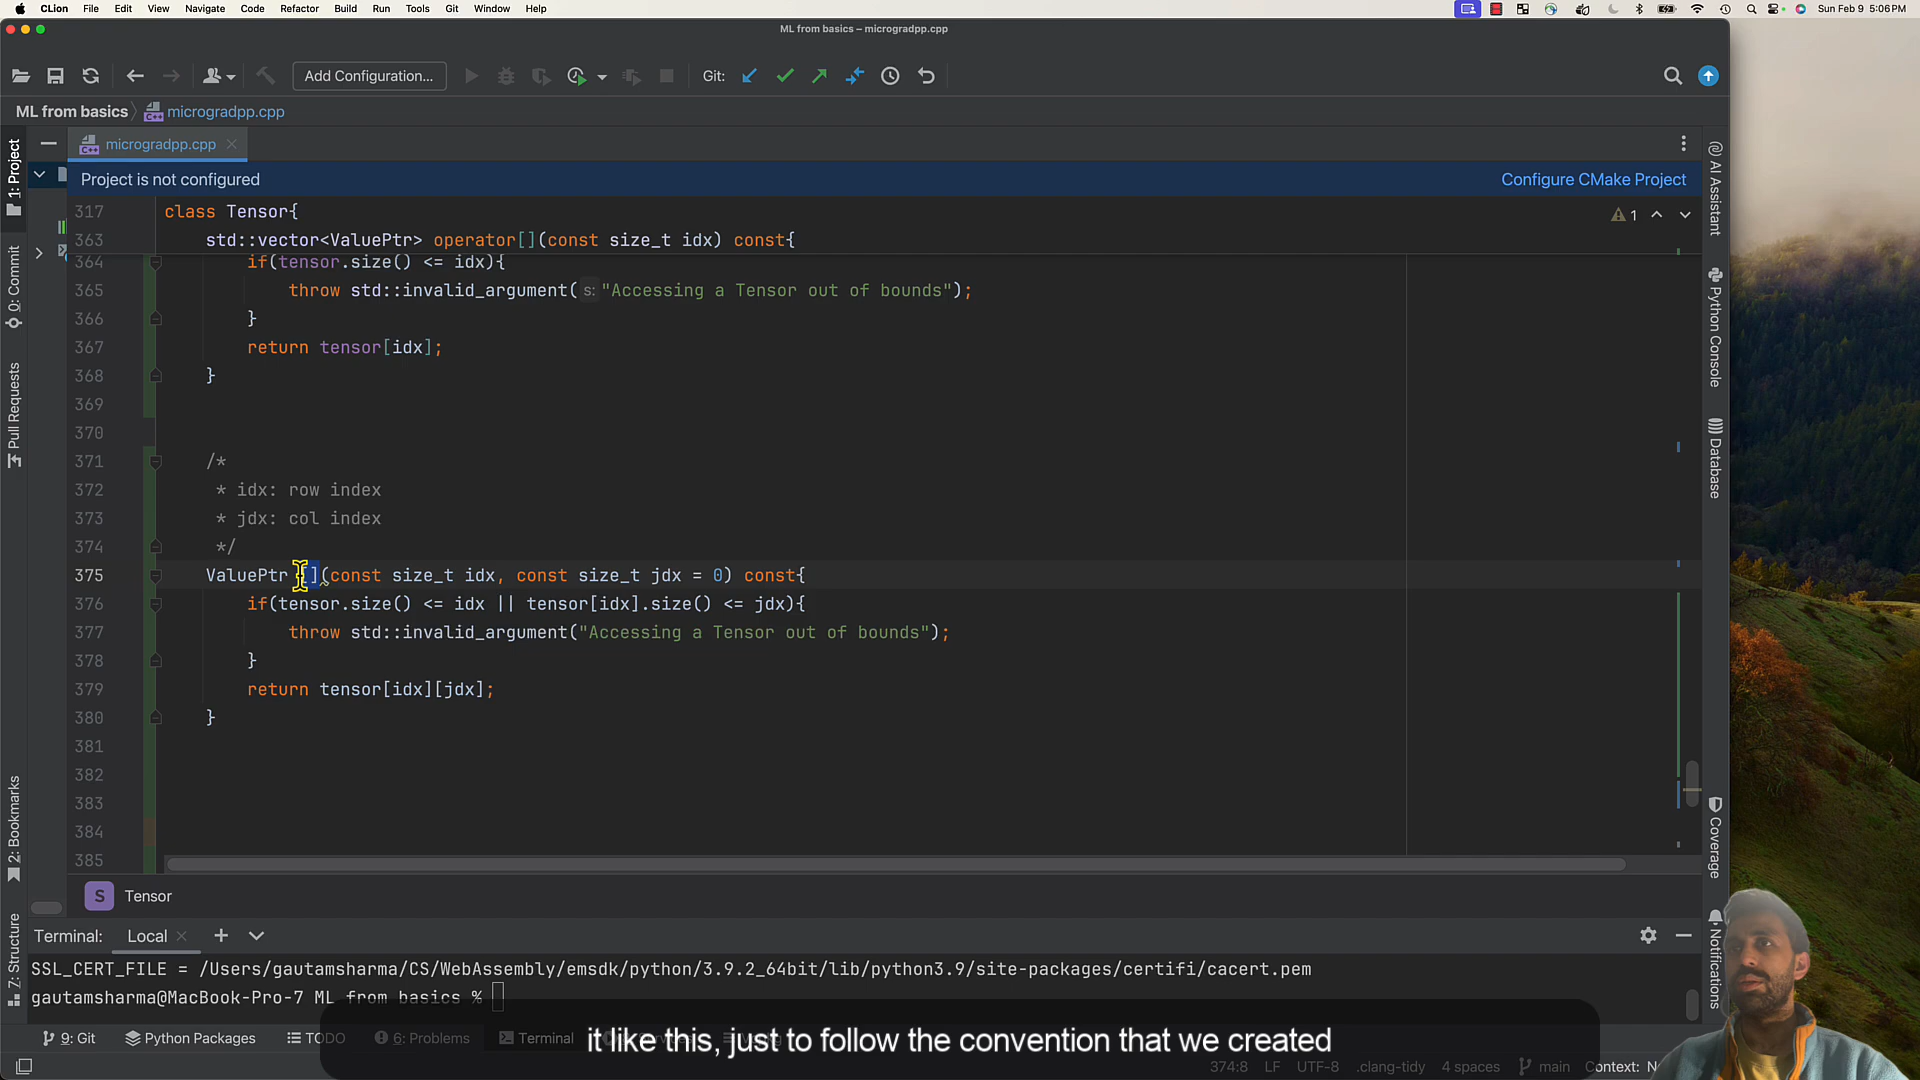 CLion File Edit View Navigate Code Refactor Build Run Tools Git Window Help Sun Feb 9 5:06 PM
ML from basics – microgradpp.cpp
Add Configuration... Git:
ML from basics microgradpp.cpp
microgradpp.cpp
Project is not configured Configure CMake Project
317 class Tensor{
363 std::vector<ValuePtr> operator[](const size_t idx) const{
1
364 if(tensor.size() <= idx){
365 throw std::invalid_argument( s: "Accessing a Tensor out of bounds");
366 }
367 return tensor[idx];
368 }
369
370
371 /*
372 * idx: row index
373 * jdx: col index
374 */
375 ValuePtr [](const size_t idx, const size_t jdx = 0) const{
376 if(tensor.size() <= idx || tensor[idx].size() <= jdx){
377 throw std::invalid_argument("Accessing a Tensor out of bounds");
378 }
379 return tensor[idx][jdx];
380 }
381
382
383
384
385
S Tensor
Terminal: Local
SSL_CERT_FILE = /Users/gautamsharma/CS/WebAssembly/emsdk/python/3.9.2_64bit/lib/python3.9/site-packages/certifi/cacert.pem
gautamsharma@MacBook-Pro-7 ML from basics %
9: Git Python Packages TODO 6: Problems Terminal
it like this, just to follow the convention that we created
374:8 LF UTF-8 .clang-tidy 4 spaces main Context:
1: Project
0: Commit
Pull Requests
2: Bookmarks
7: Structure
AI Assistant
Python Console
Database
Coverage
Notifications